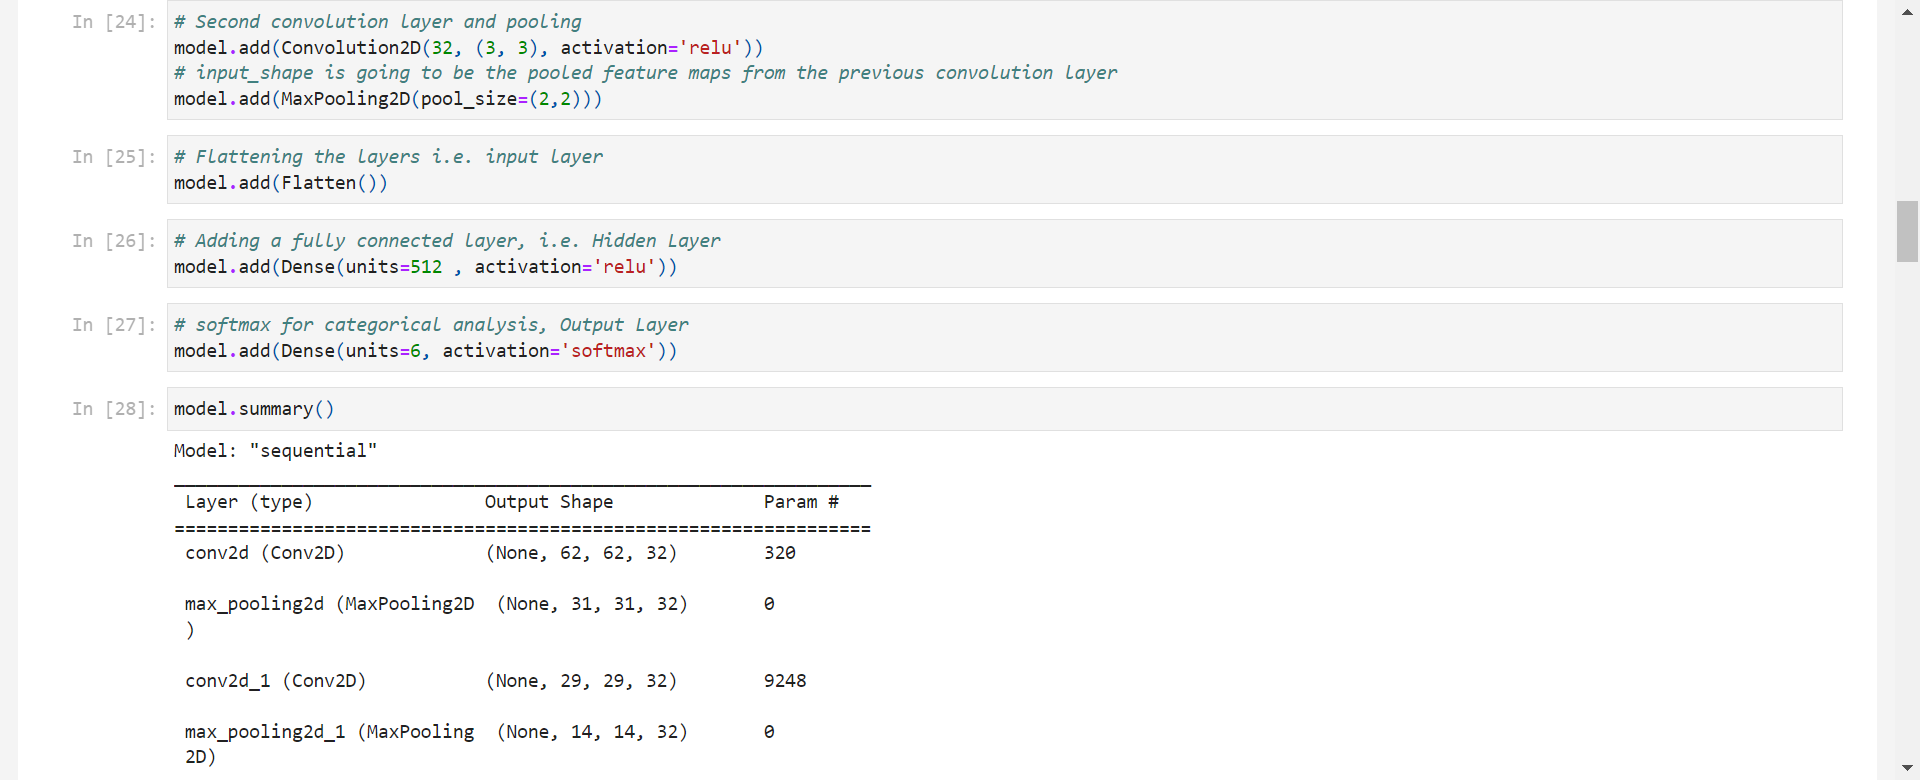 In [24]: # Second convolution layer and pooling
model.add(Convolution2D(32, (3, 3), activation='relu'))
# input_shape is going to be the pooled feature maps from the previous convolution layer
model.add(MaxPooling2D(pool_size=(2,2)))
In [25]: # Flattening the layers i.e. input layer
model.add(Flatten())
In [26]: # Adding a fully connected layer, i.e. Hidden Layer
model.add(Dense(units=512 , activation='relu'))
In [27]: # softmax for categorical analysis, Output Layer
model.add(Dense(units=6, activation='softmax'))
In [28]: model.summary()
Model: "sequential"
_________________________________________________________________
Layer (type) Output Shape Param #
=================================================================
conv2d (Conv2D) (None, 62, 62, 32) 320
max_pooling2d (MaxPooling2D (None, 31, 31, 32) 0
)
conv2d_1 (Conv2D) (None, 29, 29, 32) 9248
max_pooling2d_1 (MaxPooling (None, 14, 14, 32) 0
2D)